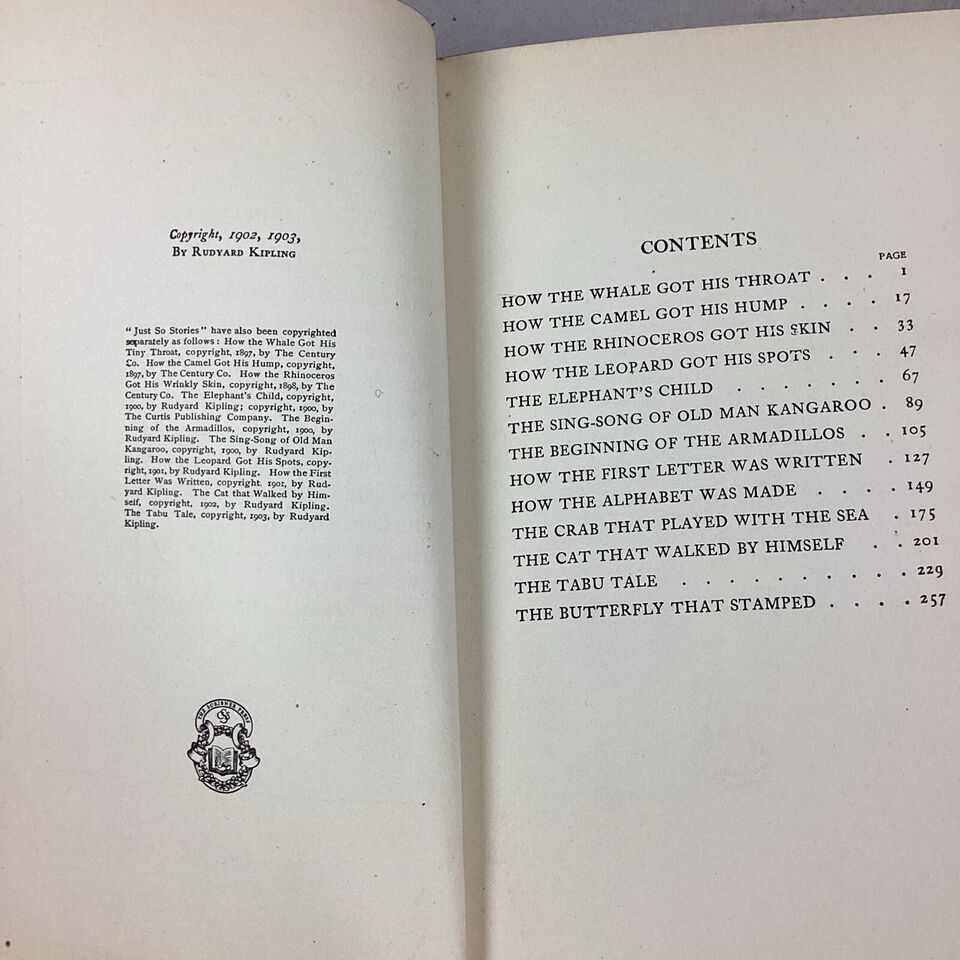 Copyright, 1902, 1903,
By Rudyard Kipling
"Just So Stories" have also been copyrighted
separately as follows: How the Whale Got His
Tiny Throat, copyright, 1897, by The Century
Co. How the Camel Got His Hump, copyright,
1897, by The Century Co. How the Rhinoceros
Got His Wrinkly Skin, copyright, 1898, by The
Century Co. The Elephant's Child, copyright,
1900, by Rudyard Kipling; copyright, 1900, by
The Curtis Publishing Company. The Begin-
ning of the Armadillos, copyright, 1900, by
Rudyard Kipling. The Sing-Song of Old Man
Kangaroo, copyright, 1900, by Rudyard Kip-
ling. How the Leopard Got His Spots, copy-
right, 1901, by Rudyard Kipling. How the First
Letter Was Written, copyright. 1901, by Rud-
yard Kipling. The Cat that Walked by Him-
self, copyright, 1902, by Rudyard Kipling.
The Tabu Tale, copyright, 1903, by Rudyard
Kipling.
THE SCRIBNER PRESS
CONTENTS
PAGE
HOW THE WHALE GOT HIS THROAT . . . 1
HOW THE CAMEL GOT HIS HUMP . . . . 17
HOW THE RHINOCEROS GOT HIS SKIN . . 33
HOW THE LEOPARD GOT HIS SPOTS . . . 47
THE ELEPHANT'S CHILD . . . . . . . 67
THE SING-SONG OF OLD MAN KANGAROO . 89
THE BEGINNING OF THE ARMADILLOS . . 105
HOW THE FIRST LETTER WAS WRITTEN . 127
HOW THE ALPHABET WAS MADE . . . . 149
THE CRAB THAT PLAYED WITH THE SEA . 175
THE CAT THAT WALKED BY HIMSELF . . 201
THE TABU TALE . . . . . . . . . . 229
THE BUTTERFLY THAT STAMPED . . . . 257